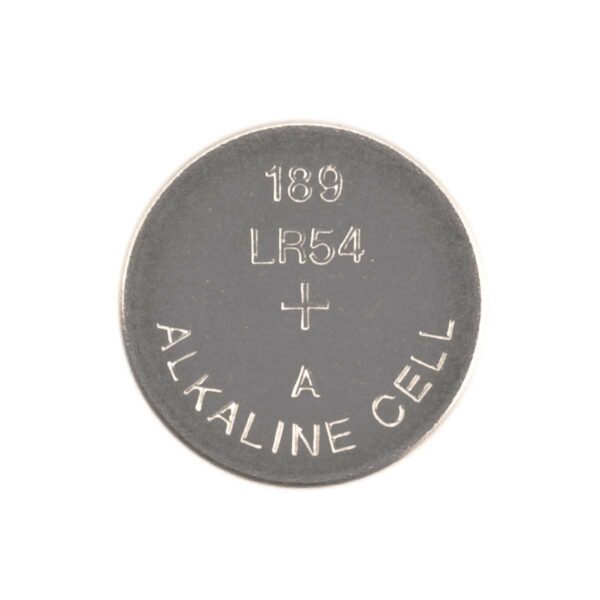 189
LR54
+
A
ALKALINE CELL